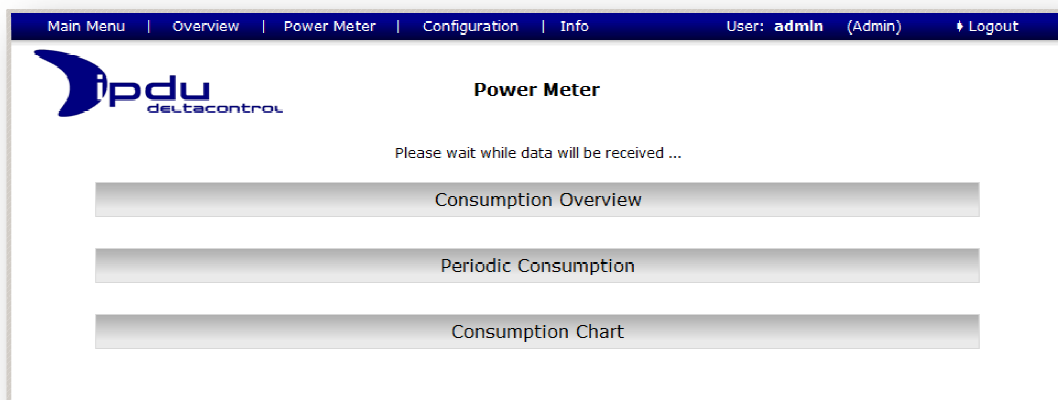 Main Menu | Overview | Power Meter | Configuration | Info User: admin (Admin) Logout
ipdu
deltacontrol
Power Meter
Please wait while data will be received ...
Consumption Overview
Periodic Consumption
Consumption Chart